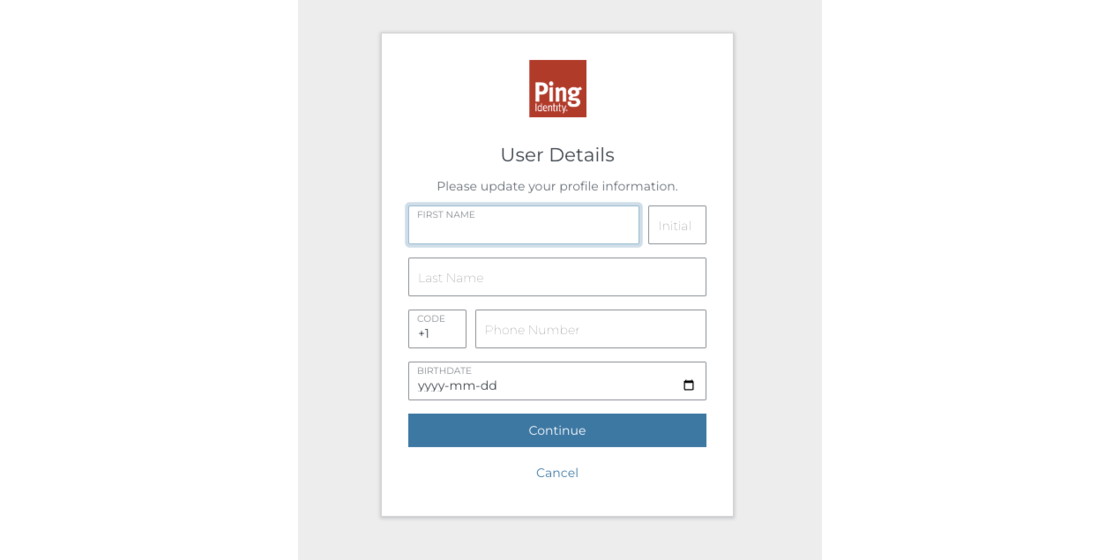 Ping
Identity.
User Details
Please update your profile information.
FIRST NAME
Initial
Last Name
CODE
+1
Phone Number
BIRTHDATE
yyyy-mm-dd
Continue
Cancel